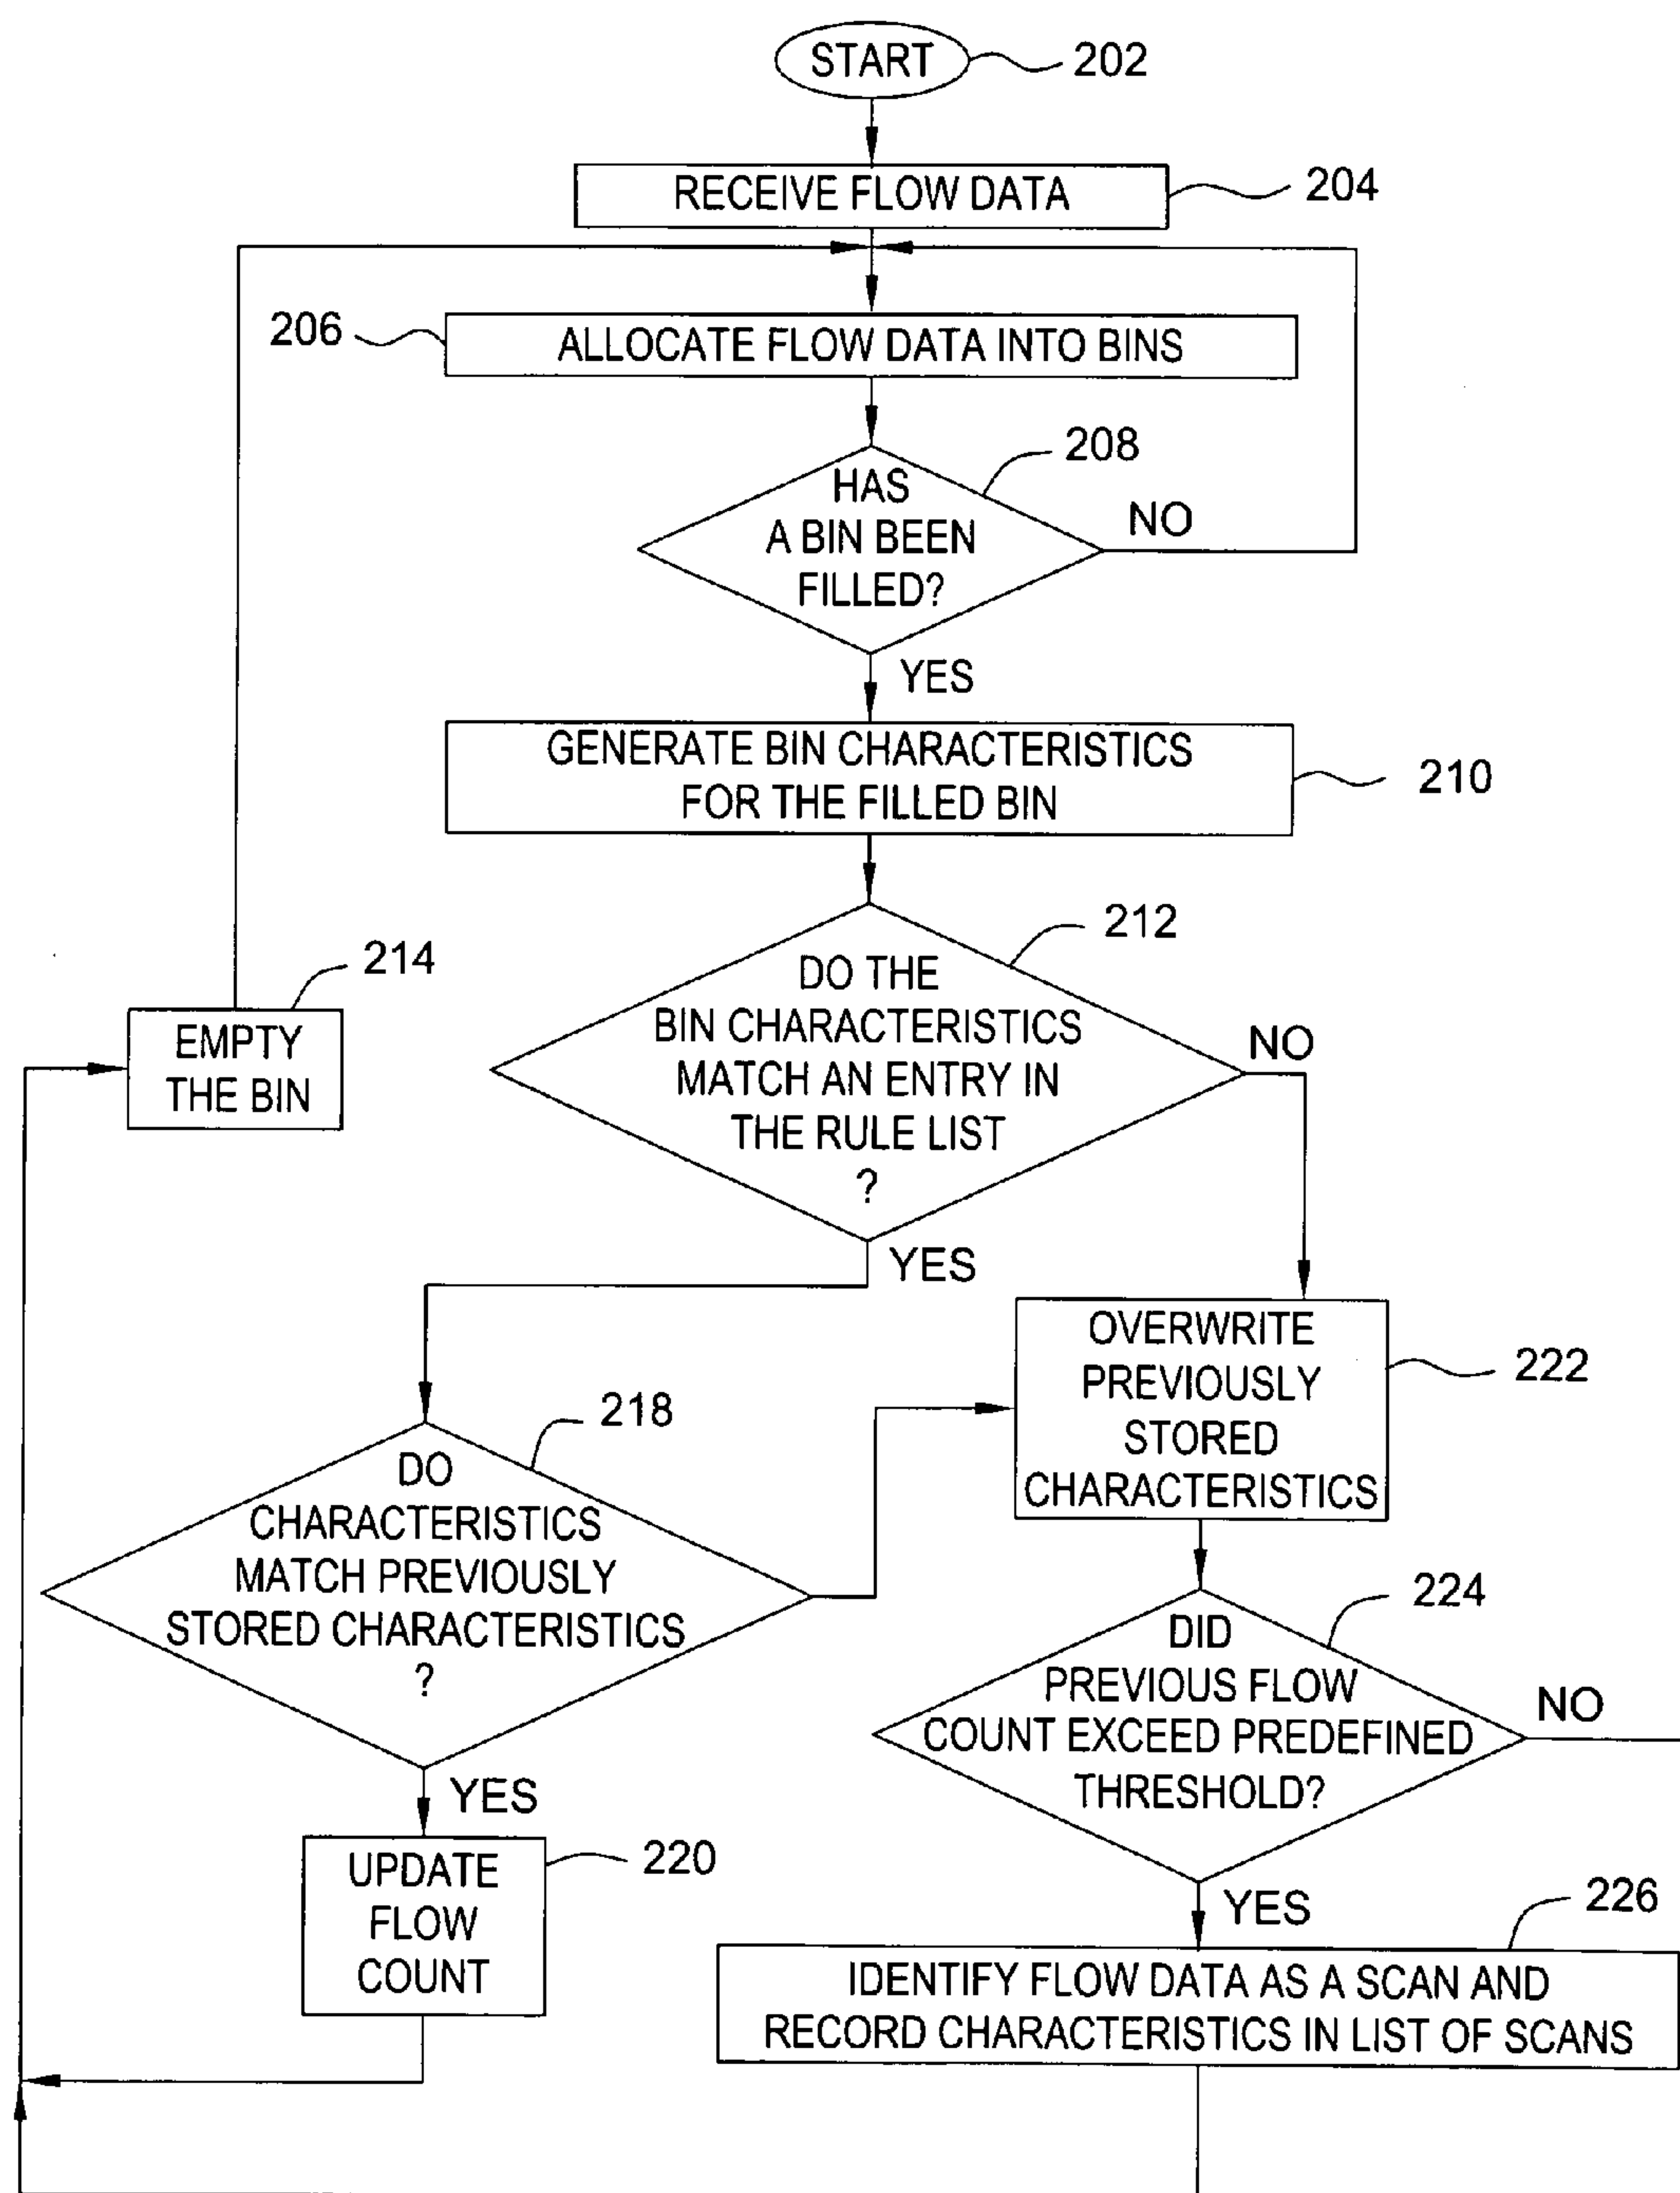 START
202
RECEIVE FLOW DATA
204
206
ALLOCATE FLOW DATA INTO BINS
208
HAS
A BIN BEEN
FILLED?
NO
YES
GENERATE BIN CHARACTERISTICS
FOR THE FILLED BIN
210
212
DO THE
BIN CHARACTERISTICS
MATCH AN ENTRY IN
THE RULE LIST
?
NO
YES
214
EMPTY
THE BIN
218
DO
CHARACTERISTICS
MATCH PREVIOUSLY
STORED CHARACTERISTICS
?
YES
OVERWRITE
PREVIOUSLY
STORED
CHARACTERISTICS
222
224
DID
PREVIOUS FLOW
COUNT EXCEED PREDEFINED
THRESHOLD?
NO
YES
UPDATE
FLOW
COUNT
220
226
IDENTIFY FLOW DATA AS A SCAN AND
RECORD CHARACTERISTICS IN LIST OF SCANS